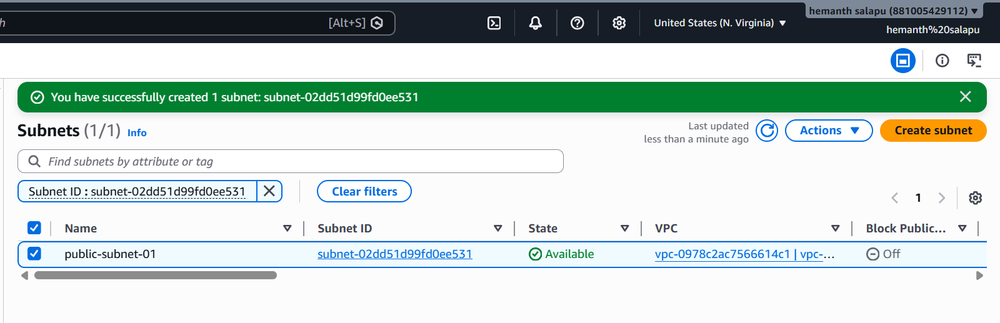 h
[Alt+S]
United States (N. Virginia)
hemanth salapu (881005429112)
hemanth%20salapu
You have successfully created 1 subnet: subnet-02dd51d99fd0ee531
Subnets (1/1) Info
Last updated
less than a minute ago
Actions
Create subnet
Find subnets by attribute or tag
Subnet ID : subnet-02dd51d99fd0ee531
Clear filters
1
Name Subnet ID State VPC Block Public...
public-subnet-01 subnet-02dd51d99fd0ee531 Available vpc-0978c2ac7566614c1 | vpc-... Off